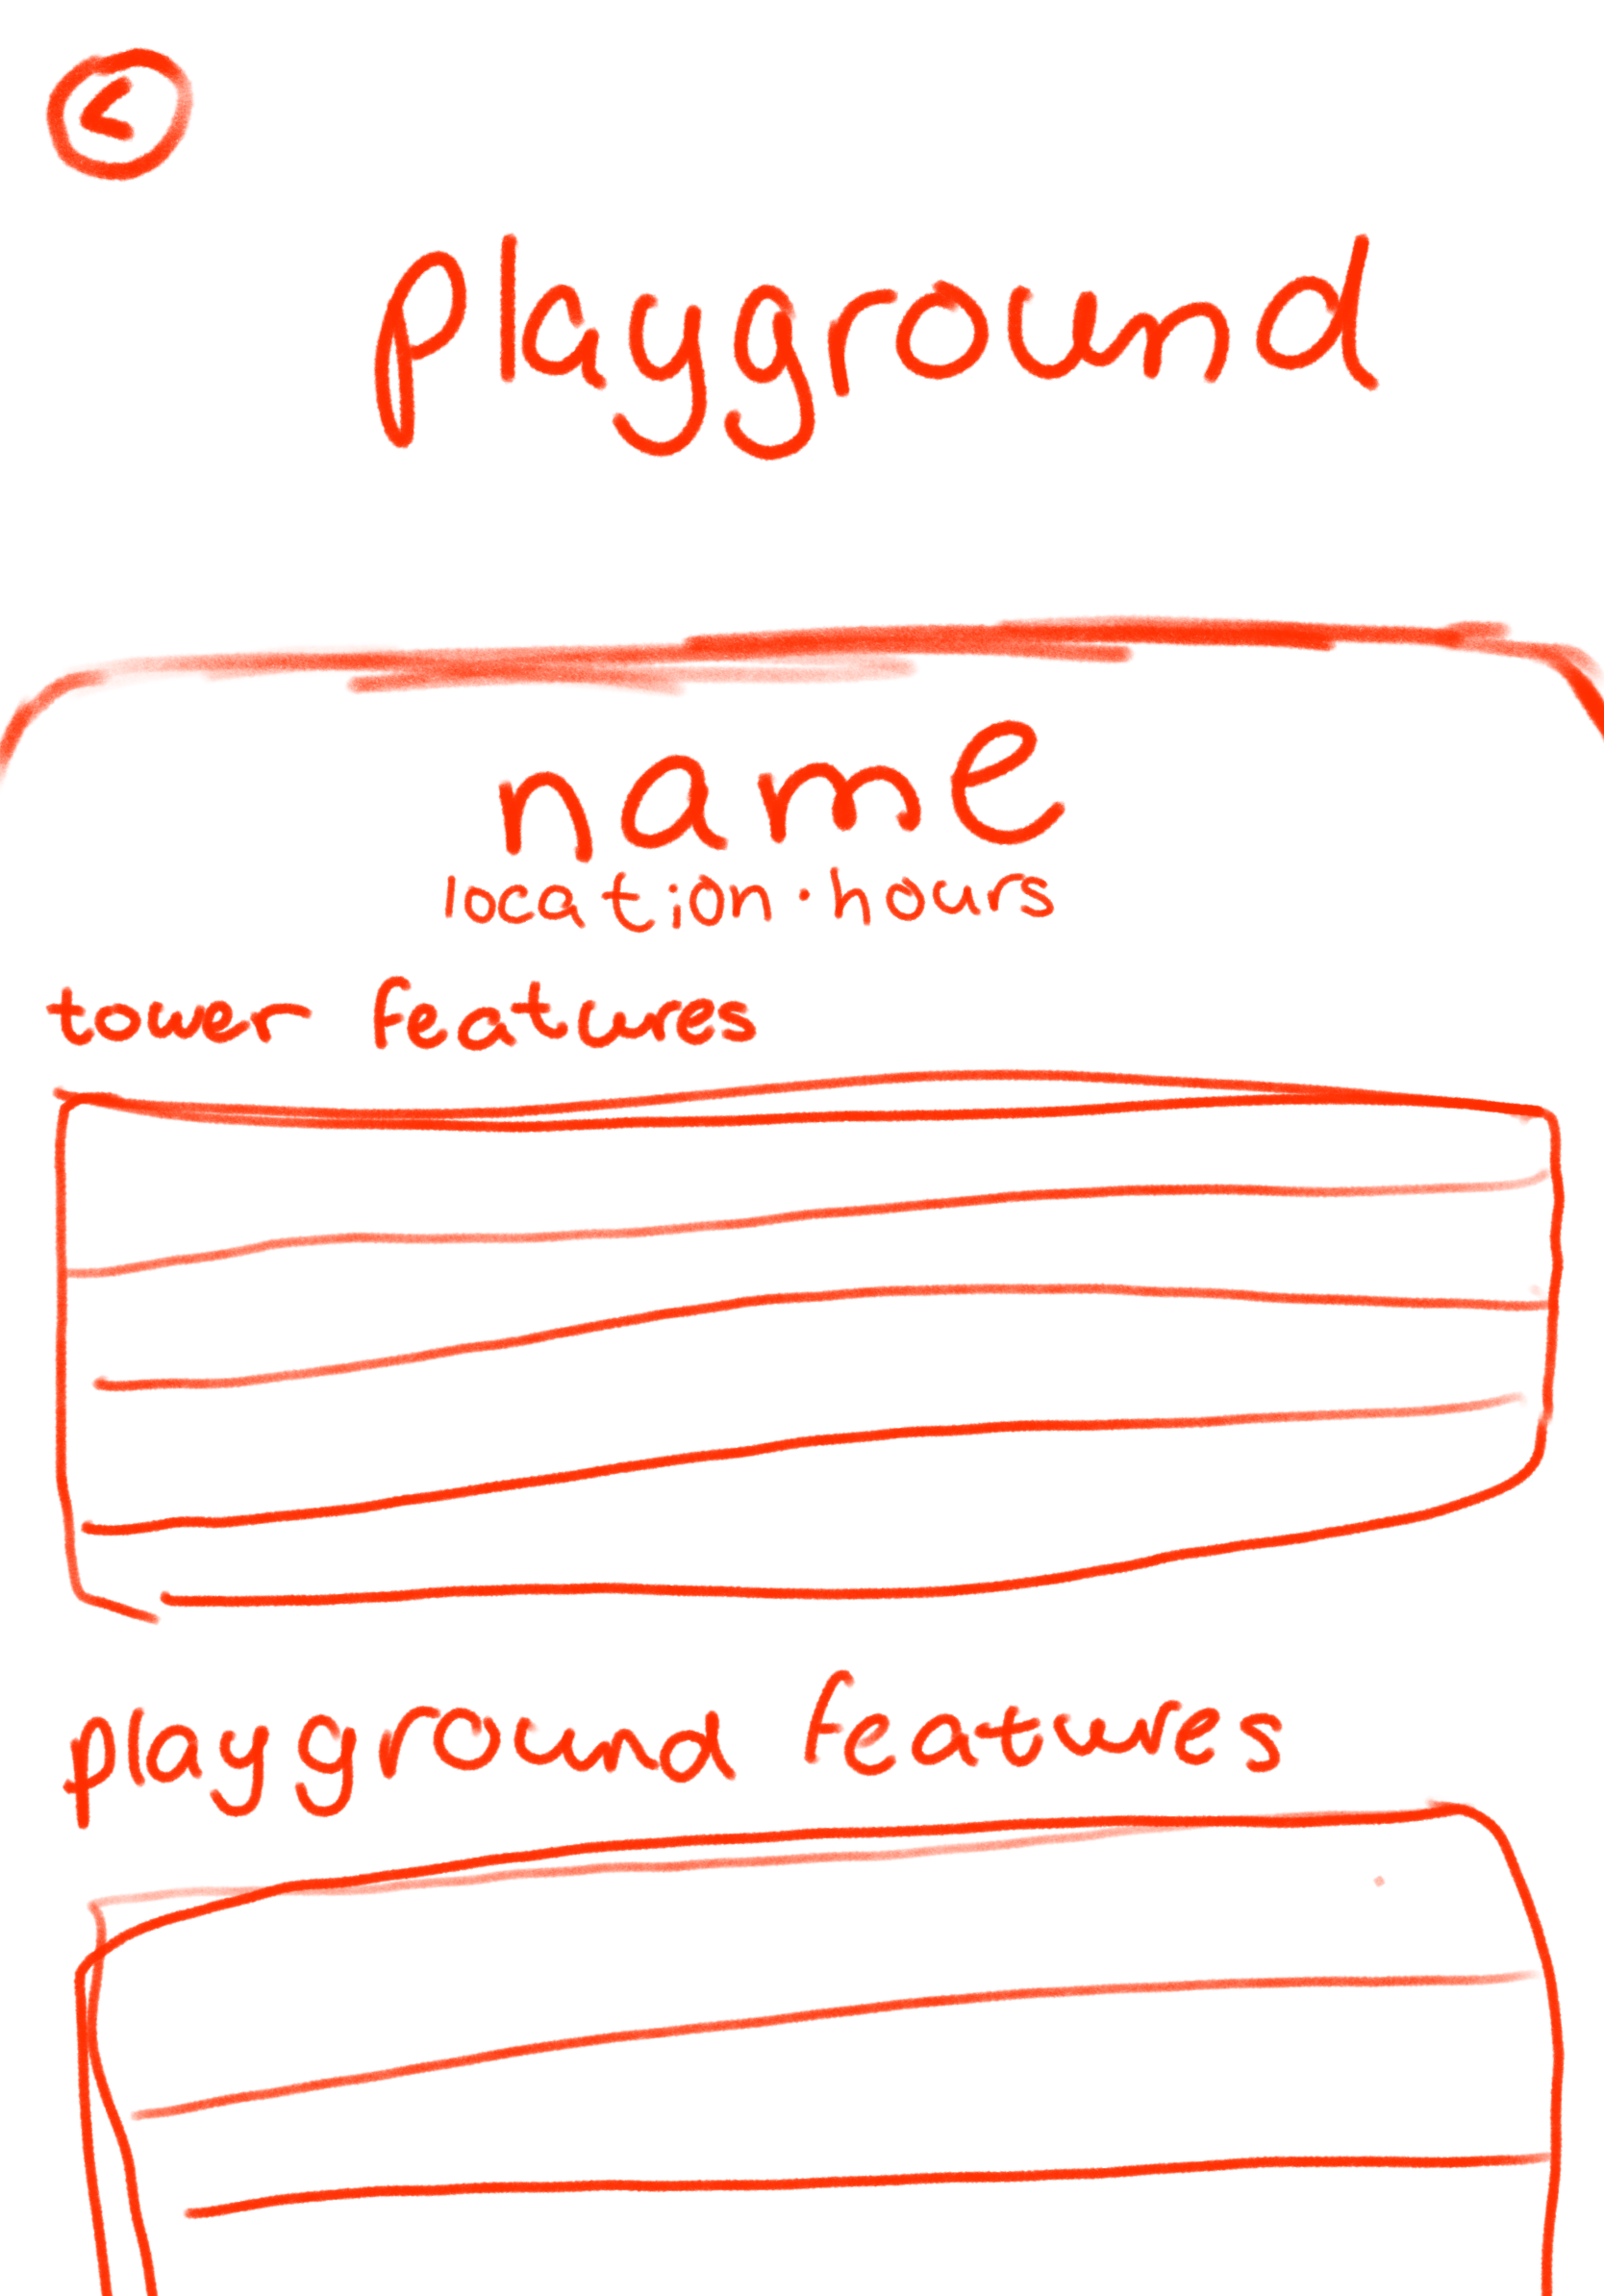 playground
name
location·hours
tower features
playground features